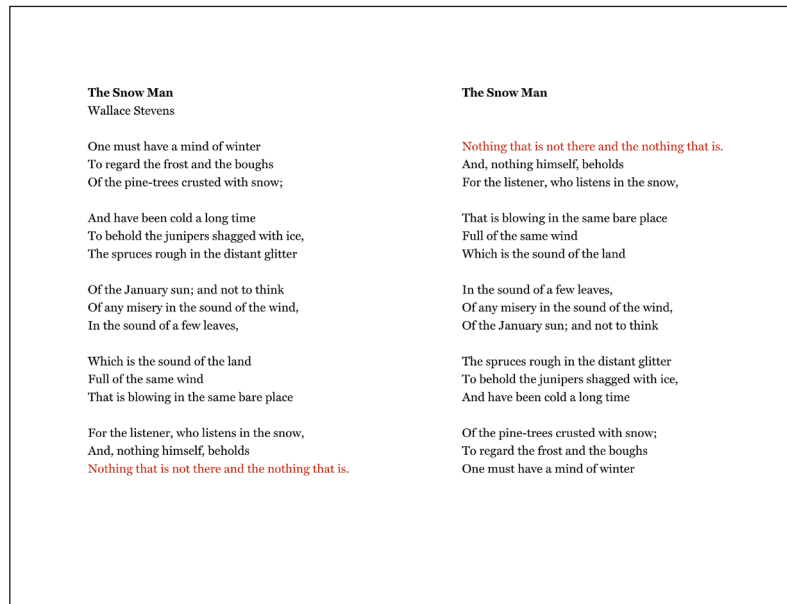 The Snow Man
Wallace Stevens
One must have a mind of winter
To regard the frost and the boughs
Of the pine-trees crusted with snow;
And have been cold a long time
To behold the junipers shagged with ice,
The spruces rough in the distant glitter
Of the January sun; and not to think
Of any misery in the sound of the wind,
In the sound of a few leaves,
Which is the sound of the land
Full of the same wind
That is blowing in the same bare place
For the listener, who listens in the snow,
And, nothing himself, beholds
Nothing that is not there and the nothing that is.
The Snow Man
Nothing that is not there and the nothing that is.
And, nothing himself, beholds
For the listener, who listens in the snow,
That is blowing in the same bare place
Full of the same wind
Which is the sound of the land
In the sound of a few leaves,
Of any misery in the sound of the wind,
Of the January sun; and not to think
The spruces rough in the distant glitter
To behold the junipers shagged with ice,
And have been cold a long time
Of the pine-trees crusted with snow;
To regard the frost and the boughs
One must have a mind of winter